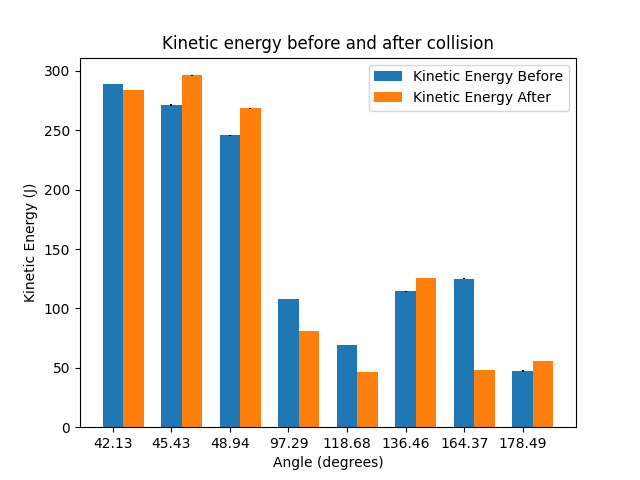 Kinetic energy before and after collision
Kinetic Energy Before
Kinetic Energy After
Kinetic Energy (J)
300
250
200
150
100
50
0
42.13 45.43 48.94 97.29 118.68 136.46 164.37 178.49
Angle (degrees)